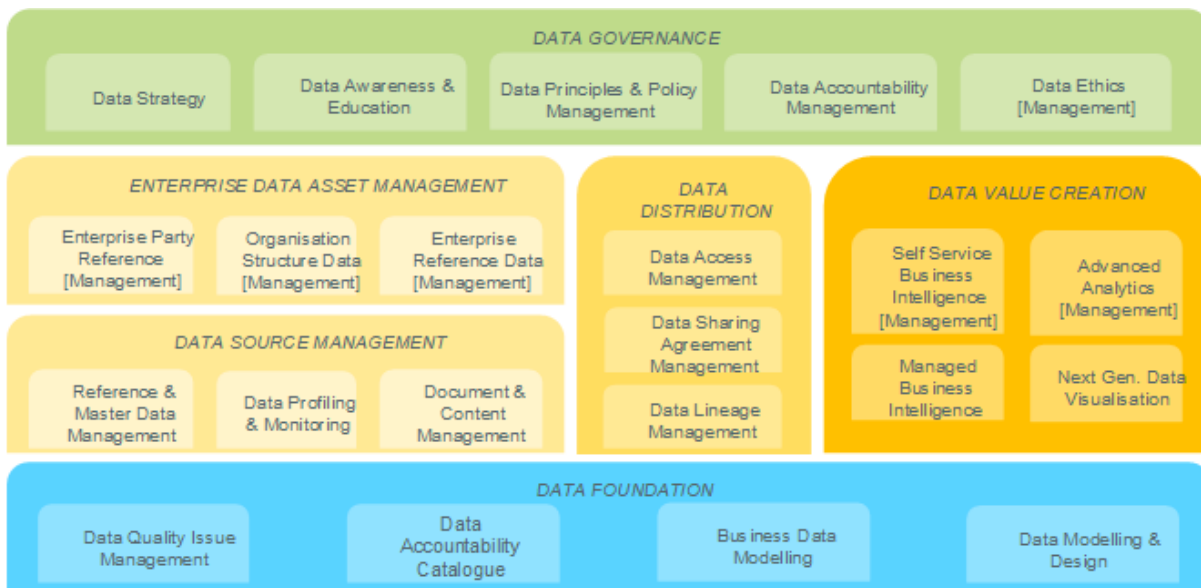 DATA GOVERNANCE
Data Strategy
Data Awareness &
Education
Data Principles & Policy
Management
Data Accountability
Management
Data Ethics
[Management]
ENTERPRISE DATA ASSET MANAGEMENT
Enterprise Party
Reference
[Management]
Organisation
Structure Data
[Management]
Enterprise
Reference Data
[Management]
DATA SOURCE MANAGEMENT
Reference &
Master Data
Management
Data Profiling
& Monitoring
Document &
Content
Management
DATA
DISTRIBUTION
Data Access
Management
Data Sharing
Agreement
Management
Data Lineage
Management
DATA VALUE CREATION
Self Service
Business
Intelligence
[Management]
Advanced
Analytics
[Management]
Managed
Business
Intelligence
Next Gen. Data
Visualisation
DATA FOUNDATION
Data Quality Issue
Management
Data
Accountability
Catalogue
Business Data
Modelling
Data Modelling &
Design